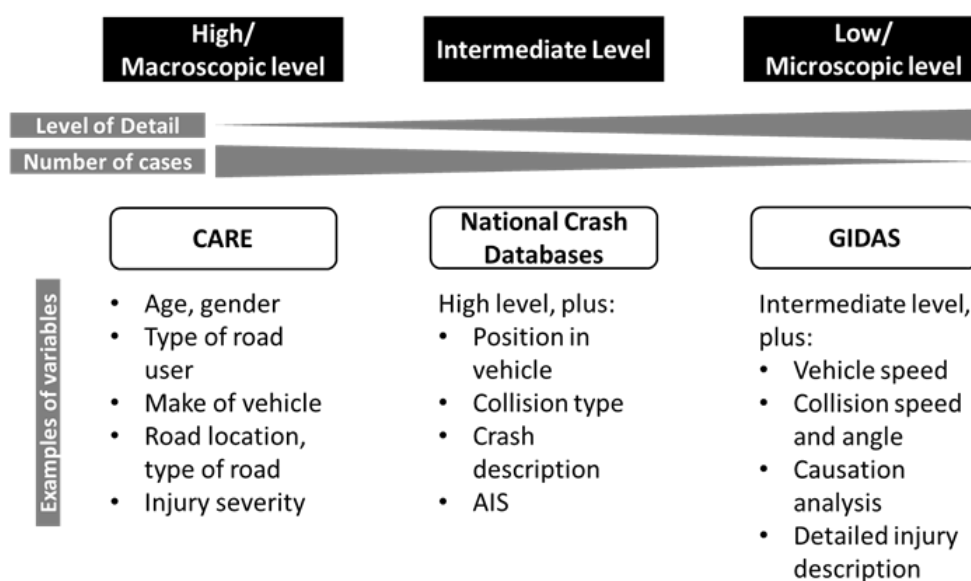 High/
Macroscopic level
Intermediate Level
Low/
Microscopic level
Level of Detail
Number of cases
CARE
National Crash
Databases
GIDAS
Examples of variables
• Age, gender
• Type of road
user
• Make of vehicle
• Road location,
type of road
• Injury severity
High level, plus:
• Position in
vehicle
• Collision type
• Crash
description
• AIS
Intermediate level,
plus:
• Vehicle speed
• Collision speed
and angle
• Causation
analysis
• Detailed injury
description